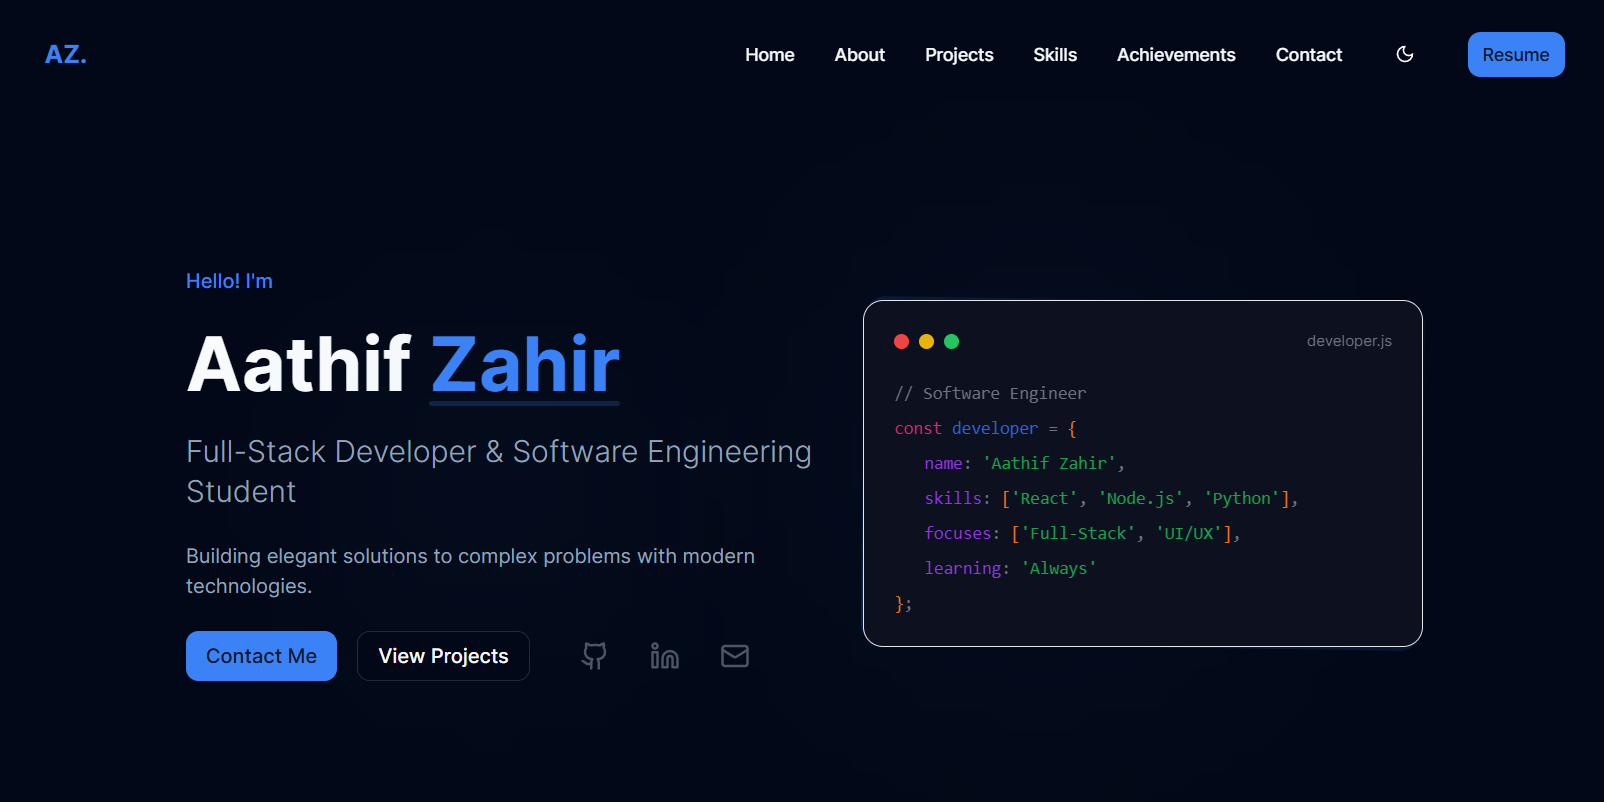 AZ.
Home About Projects Skills Achievements Contact Resume
Hello! I'm
Aathif Zahir
Full-Stack Developer & Software Engineering
Student
Building elegant solutions to complex problems with modern
technologies.
Contact Me View Projects
developer.js
// Software Engineer
const developer = {
name: 'Aathif Zahir',
skills: ['React', 'Node.js', 'Python'],
focuses: ['Full-Stack', 'UI/UX'],
learning: 'Always'
};